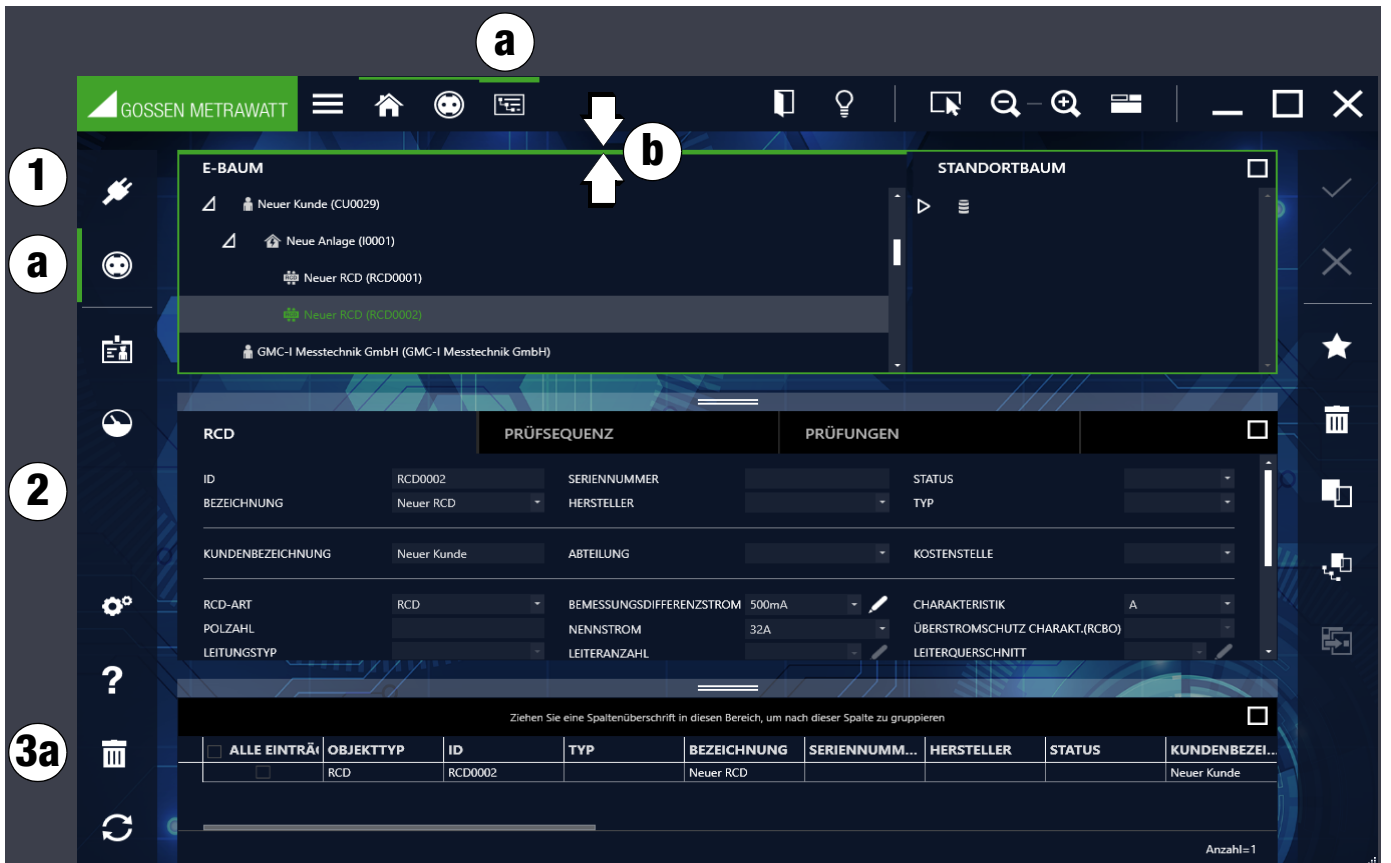 a
GOSSEN METRAWATT
b
1
E-BAUM
STANDORTBAUM
Neuer Kunde (CU0029)
a
Neue Anlage (I0001)
Neuer RCD (RCD0001)
Neuer RCD (RCD0002)
GMC-I Messtechnik GmbH (GMC-I Messtechnik GmbH)
RCD PRÜFSEQUENZ PRÜFUNGEN
2
ID RCD0002 SERIENNUMMER STATUS
BEZEICHNUNG Neuer RCD HERSTELLER TYP
KUNDENBEZEICHNUNG Neuer Kunde ABTEILUNG KOSTENSTELLE
RCD-ART RCD BEMESSUNGSDIFFERENZSTROM 500mA CHARAKTERISTIK A
POLZAHL NENNSTROM 32A ÜBERSTROMSCHUTZ CHARAKT.(RCBO)
LEITUNGSTYP LEITERANZAHL LEITERQUERSCHNITT
?
Ziehen Sie eine Spaltenüberschrift in diesen Bereich, um nach dieser Spalte zu gruppieren
3a
ALLE EINTRÄ OBJEKTTYP ID TYP BEZEICHNUNG SERIENNUMM... HERSTELLER STATUS KUNDENBEZEI...
RCD RCD0002 Neuer RCD Neuer Kunde
Anzahl=1